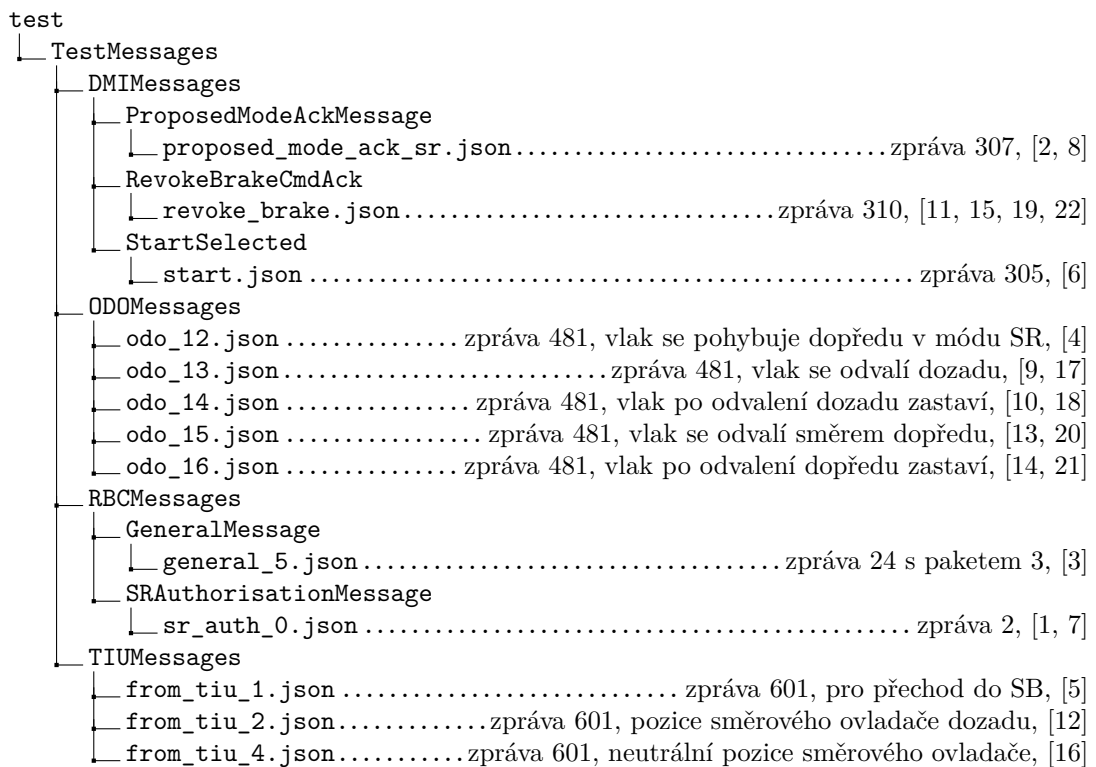 test
TestMessages
DMIMessages
ProposedModeAckMessage
proposed_mode_ack_sr.json................................zpráva 307, [2, 8]
RevokeBrakeCmdAck
revoke_brake.json................................zpráva 310, [11, 15, 19, 22]
StartSelected
start.json....................................................zpráva 305, [6]
ODOMessages
odo_12.json...............zpráva 481, vlak se pohybuje dopředu v módu SR, [4]
odo_13.json............................zpráva 481, vlak se odvalí dozadu, [9, 17]
odo_14.json................zpráva 481, vlak po odvalení dozadu zastaví, [10, 18]
odo_15.json.................zpráva 481, vlak se odvalí směrem dopředu, [13, 20]
odo_16.json...............zpráva 481, vlak po odvalení dopředu zastaví, [14, 21]
RBCMessages
GeneralMessage
general_5.json....................................zpráva 24 s paketem 3, [3]
SRAuthorisationMessage
sr_auth_0.json...............................................zpráva 2, [1, 7]
TIUMessages
from_tiu_1.json.............................zpráva 601, pro přechod do SB, [5]
from_tiu_2.json.............zpráva 601, pozice směrového ovladače dozadu, [12]
from_tiu_4.json...........zpráva 601, neutrální pozice směrového ovladače, [16]